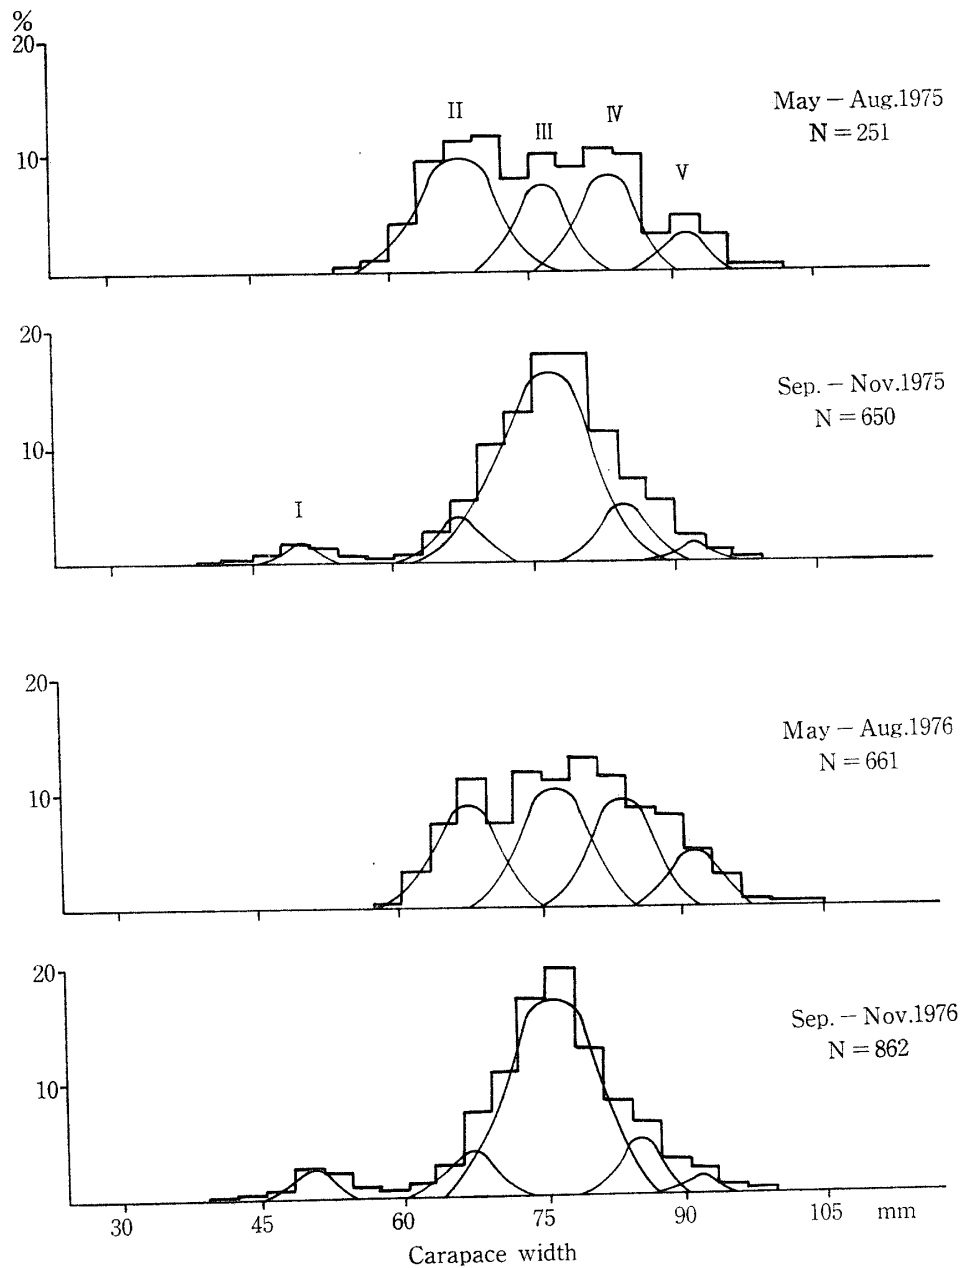 %
20
10
II
III
IV
V
May – Aug.1975
N = 251
20
10
I
Sep. – Nov.1975
N = 650
20
10
May – Aug.1976
N = 661
20
10
Sep. – Nov.1976
N = 862
30 45 60 75 90 105 mm
Carapace width